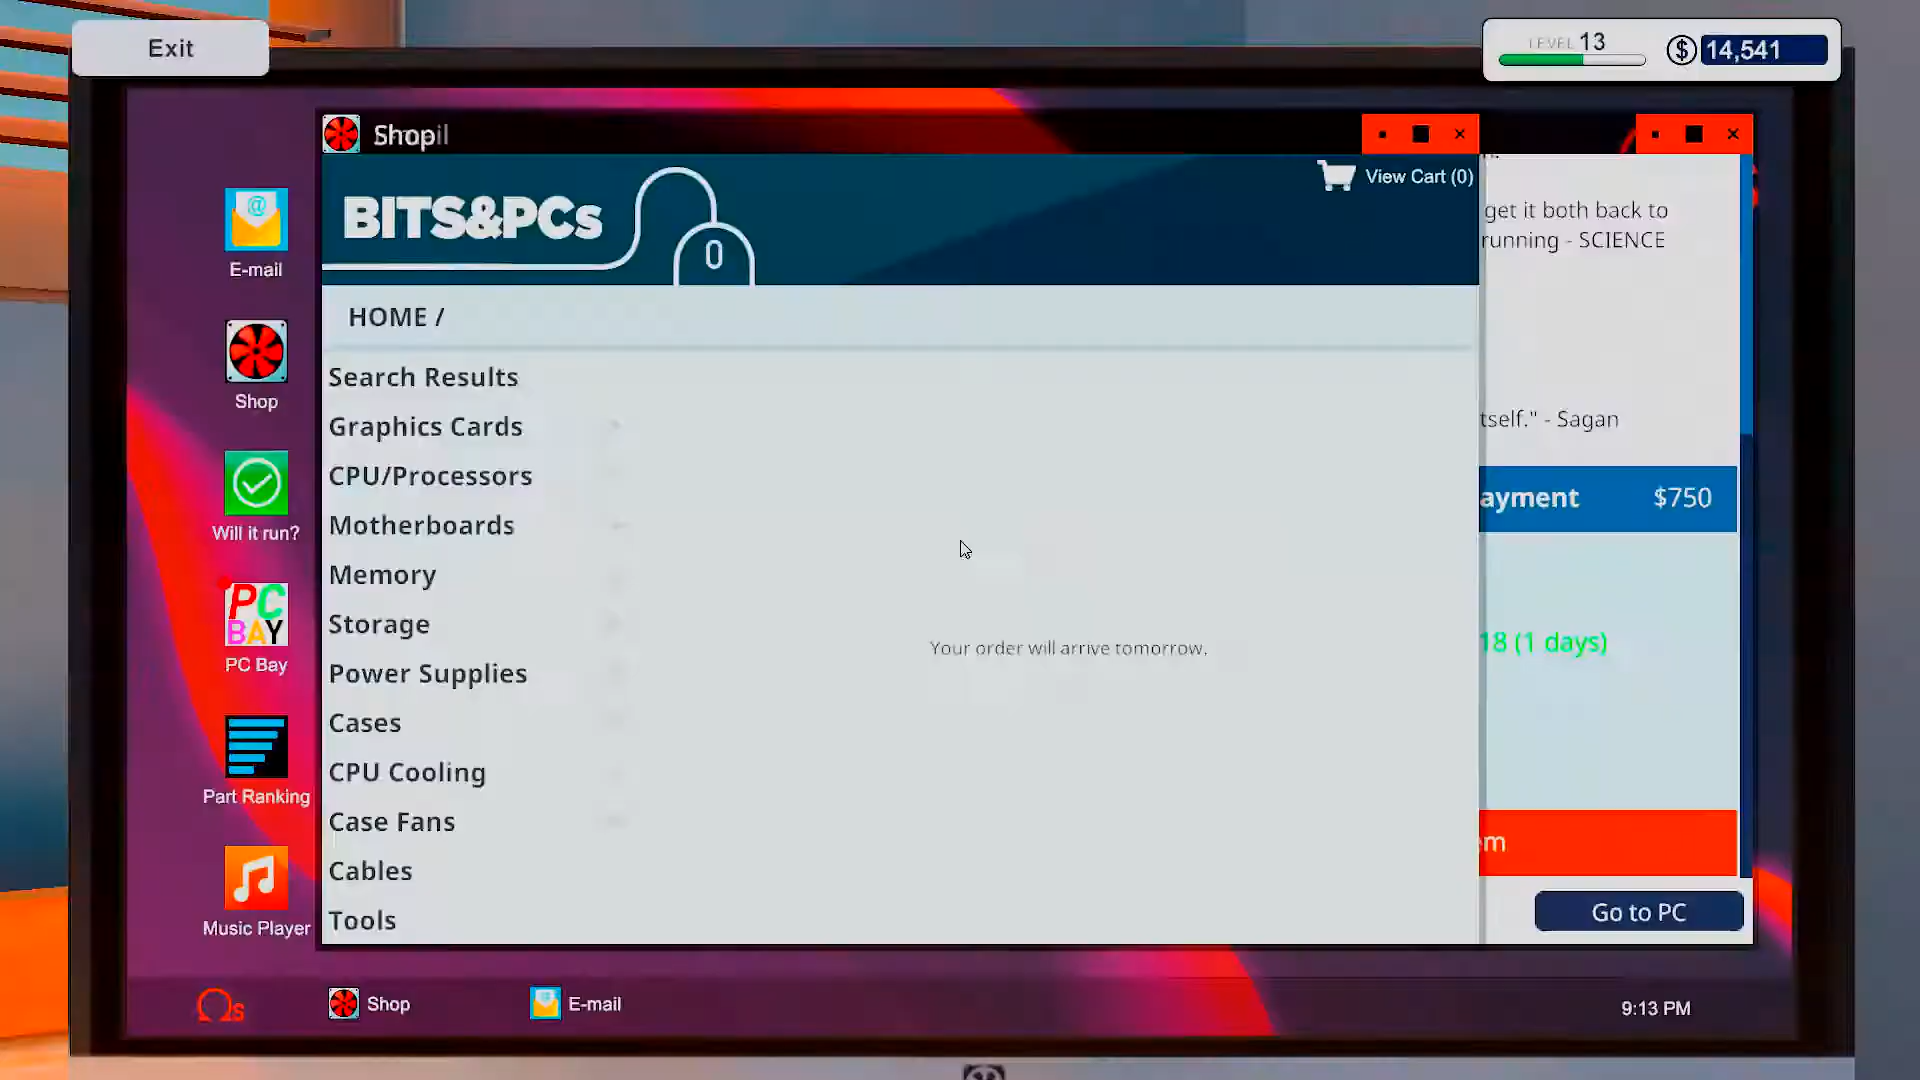 Exit
LEVEL 13
$ 14,541
Shop
View Cart (0)
BITS&PCs
HOME /
Search Results
Graphics Cards
CPU/Processors
Motherboards
Memory
Storage
Power Supplies
Cases
CPU Cooling
Case Fans
Cables
Tools
Your order will arrive tomorrow.
get it both back to
running - SCIENCE
tself." - Sagan
ayment $750
18 (1 days)
em
Go to PC
@
E-mail
Shop
Will it run?
PC
BAY
PC Bay
Part Ranking
Music Player
Ωs
Shop
E-mail
9:13 PM